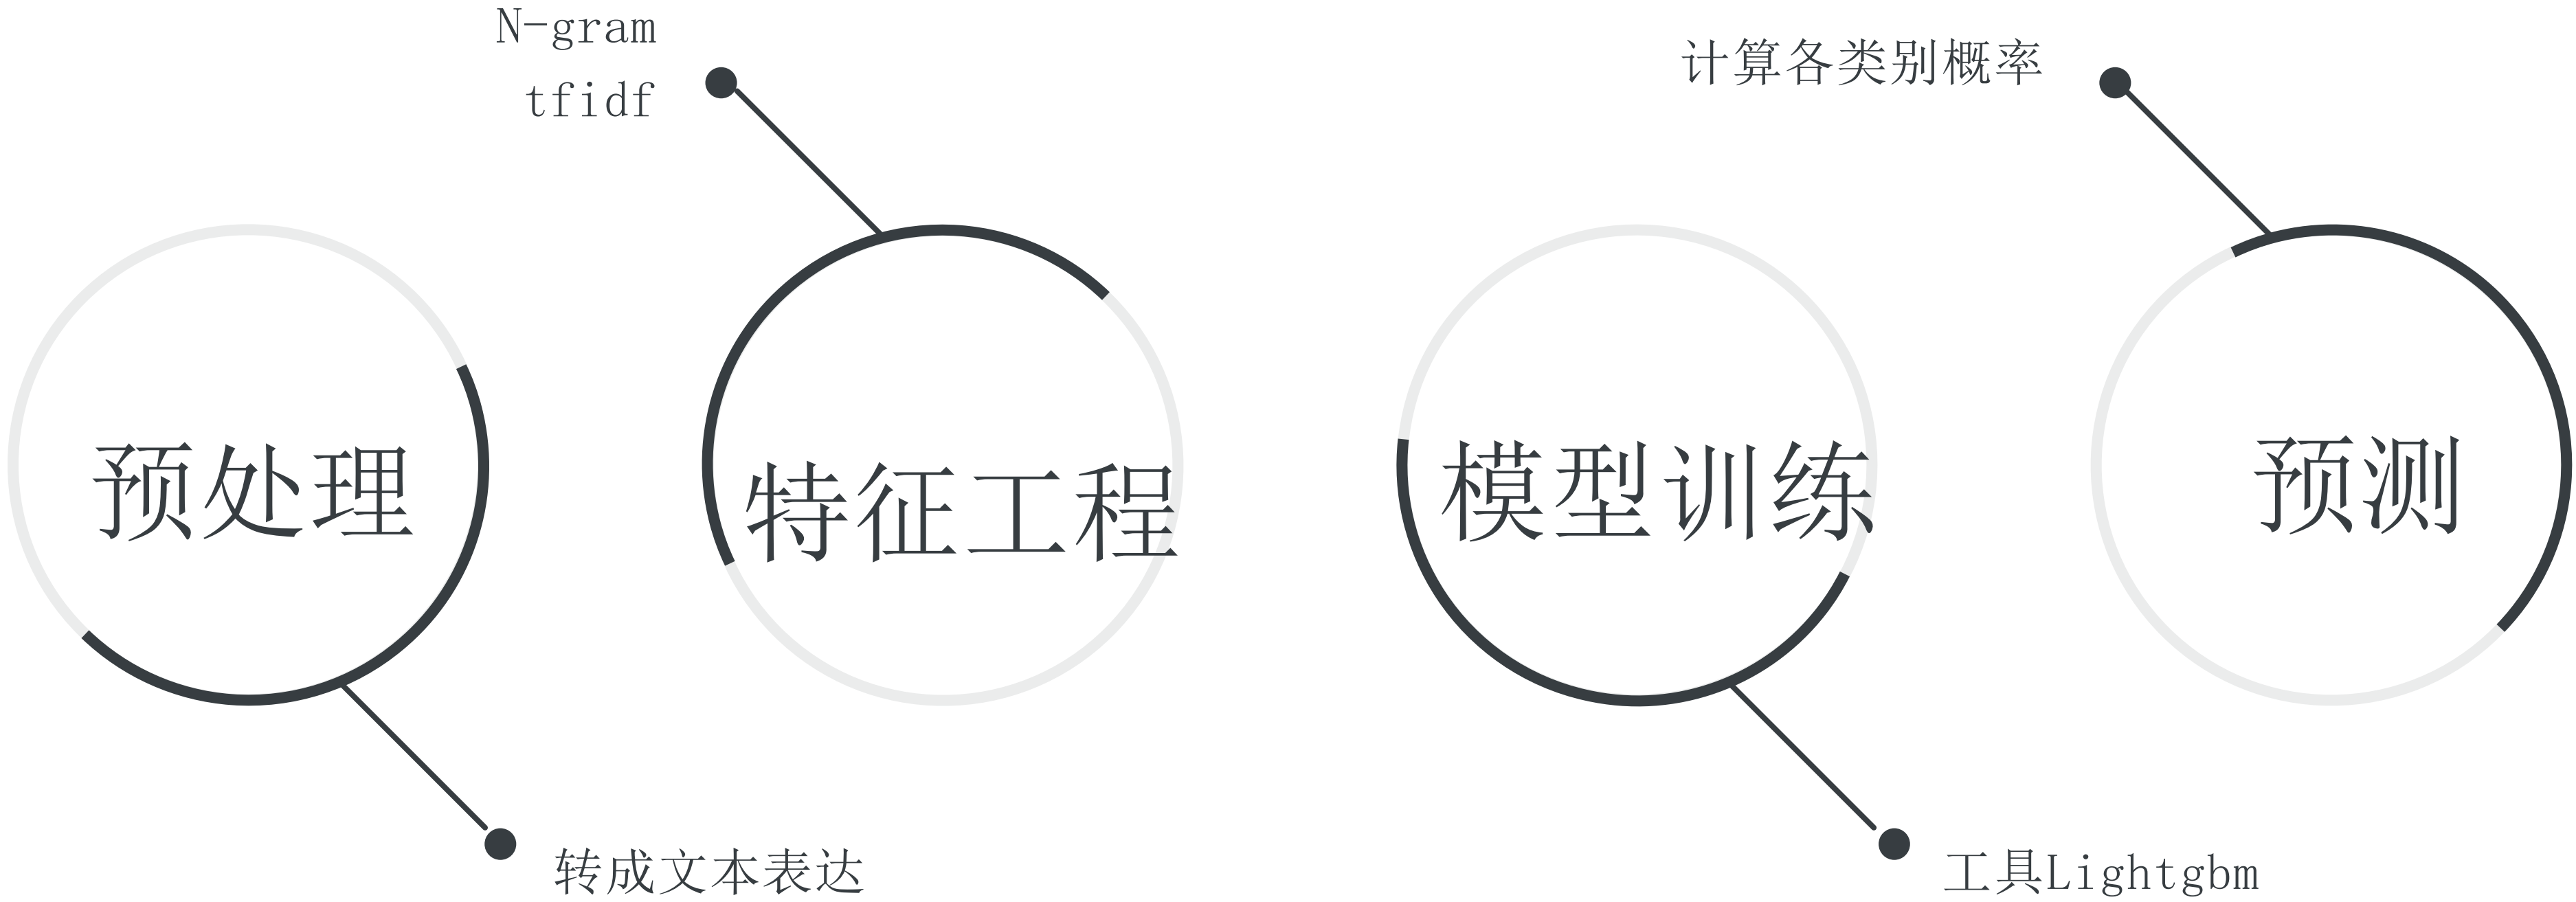 N-gram
tfidf
计算各类别概率
预处理
特征工程
模型训练
预测
转成文本表达
工具Lightgbm